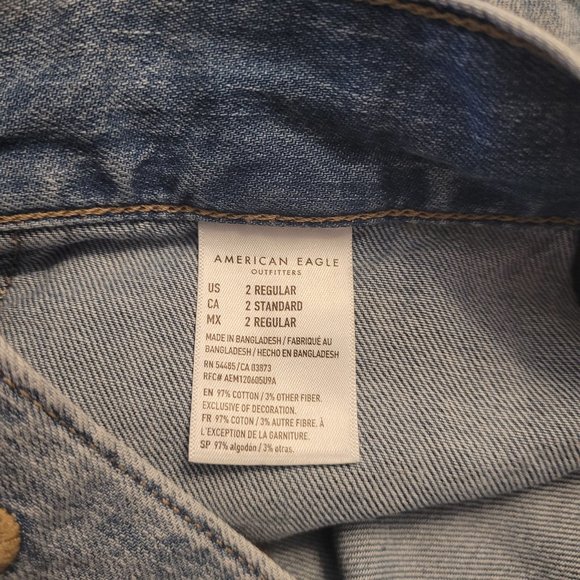 AMERICAN EAGLE
OUTFITTERS
US 2 REGULAR
CA 2 STANDARD
MX 2 REGULAR
MADE IN BANGLADESH / FABRIQUÉ AU
BANGLADESH / HECHO EN BANGLADESH
RN 54485 / CA 03873
RFC# AEM120605U9A
EN 97% COTTON / 3% OTHER FIBER.
EXCLUSIVE OF DECORATION.
FR 97% COTON / 3% AUTRE FIBRE. À
L'EXCEPTION DE LA GARNITURE.
SP 97% algodón / 3% otras.